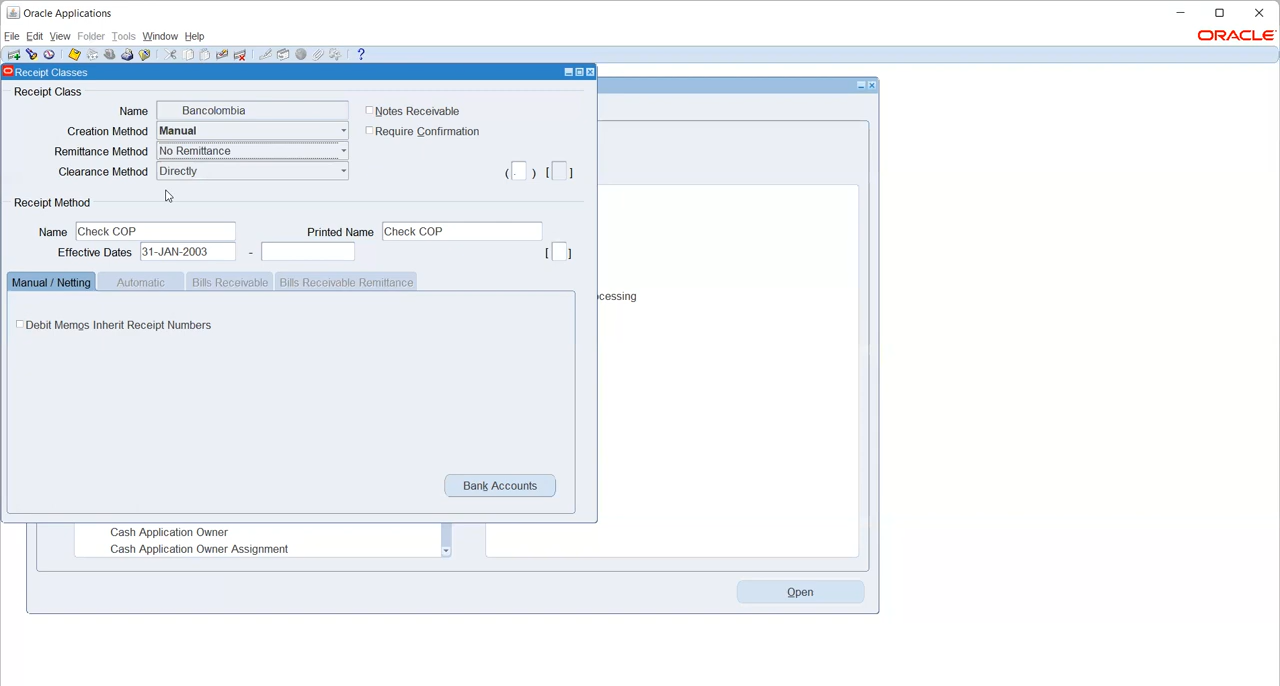 Oracle Applications
File Edit View Folder Tools Window Help
ORACLE
Receipt Classes
Receipt Class
Name Bancolombia Notes Receivable
Creation Method Manual Require Confirmation
Remittance Method No Remittance
Clearance Method Directly ( . ) [ ]
Receipt Method
Name Check COP Printed Name Check COP
Effective Dates 31-JAN-2003 - [ ]
Manual / Netting Automatic Bills Receivable Bills Receivable Remittance
ocessing
Debit Memos Inherit Receipt Numbers
Bank Accounts
Cash Application Owner
Cash Application Owner Assignment
Open